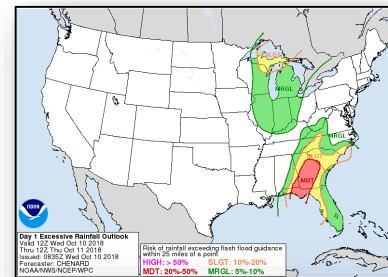 SLGT
MRGL
MRGL
SLGT
MDT
NOAA
Day 1 Excessive Rainfall Outlook
Valid 12Z Wed Oct 10 2018
Thru 12Z Thu Oct 11 2018
Issued: 0835Z Wed Oct 10 2018
Forecaster: CHENARD
NOAA/NWS/NCEP/WPC
Risk of rainfall exceeding flash flood guidance
within 25 miles of a point
HIGH: > 50% SLGT: 10%-20%
MDT: 20%-50% MRGL: 5%-10%